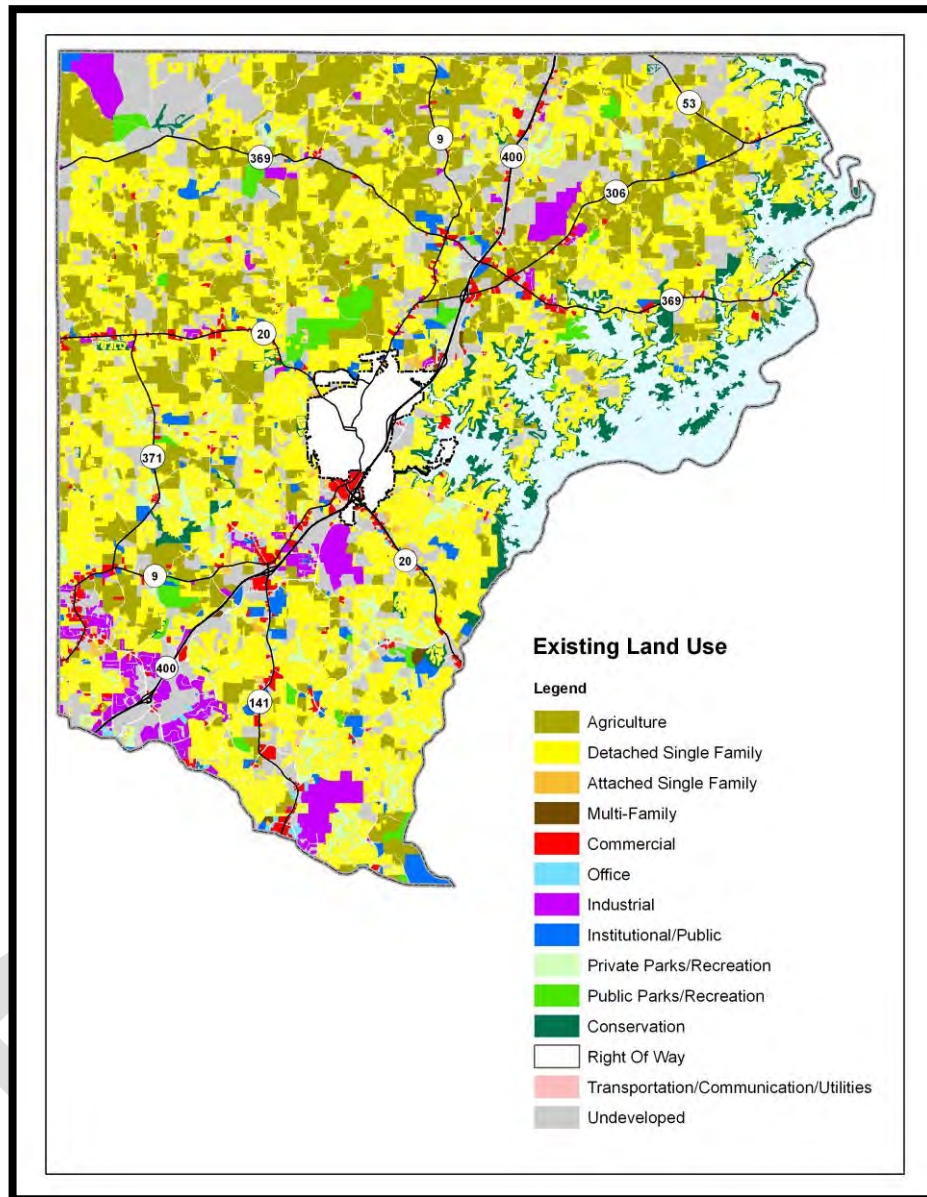 53
9
369
400
306
369
20
371
20
9
400
141
Existing Land Use
Legend
Agriculture
Detached Single Family
Attached Single Family
Multi-Family
Commercial
Office
Industrial
Institutional/Public
Private Parks/Recreation
Public Parks/Recreation
Conservation
Right Of Way
Transportation/Communication/Utilities
Undeveloped